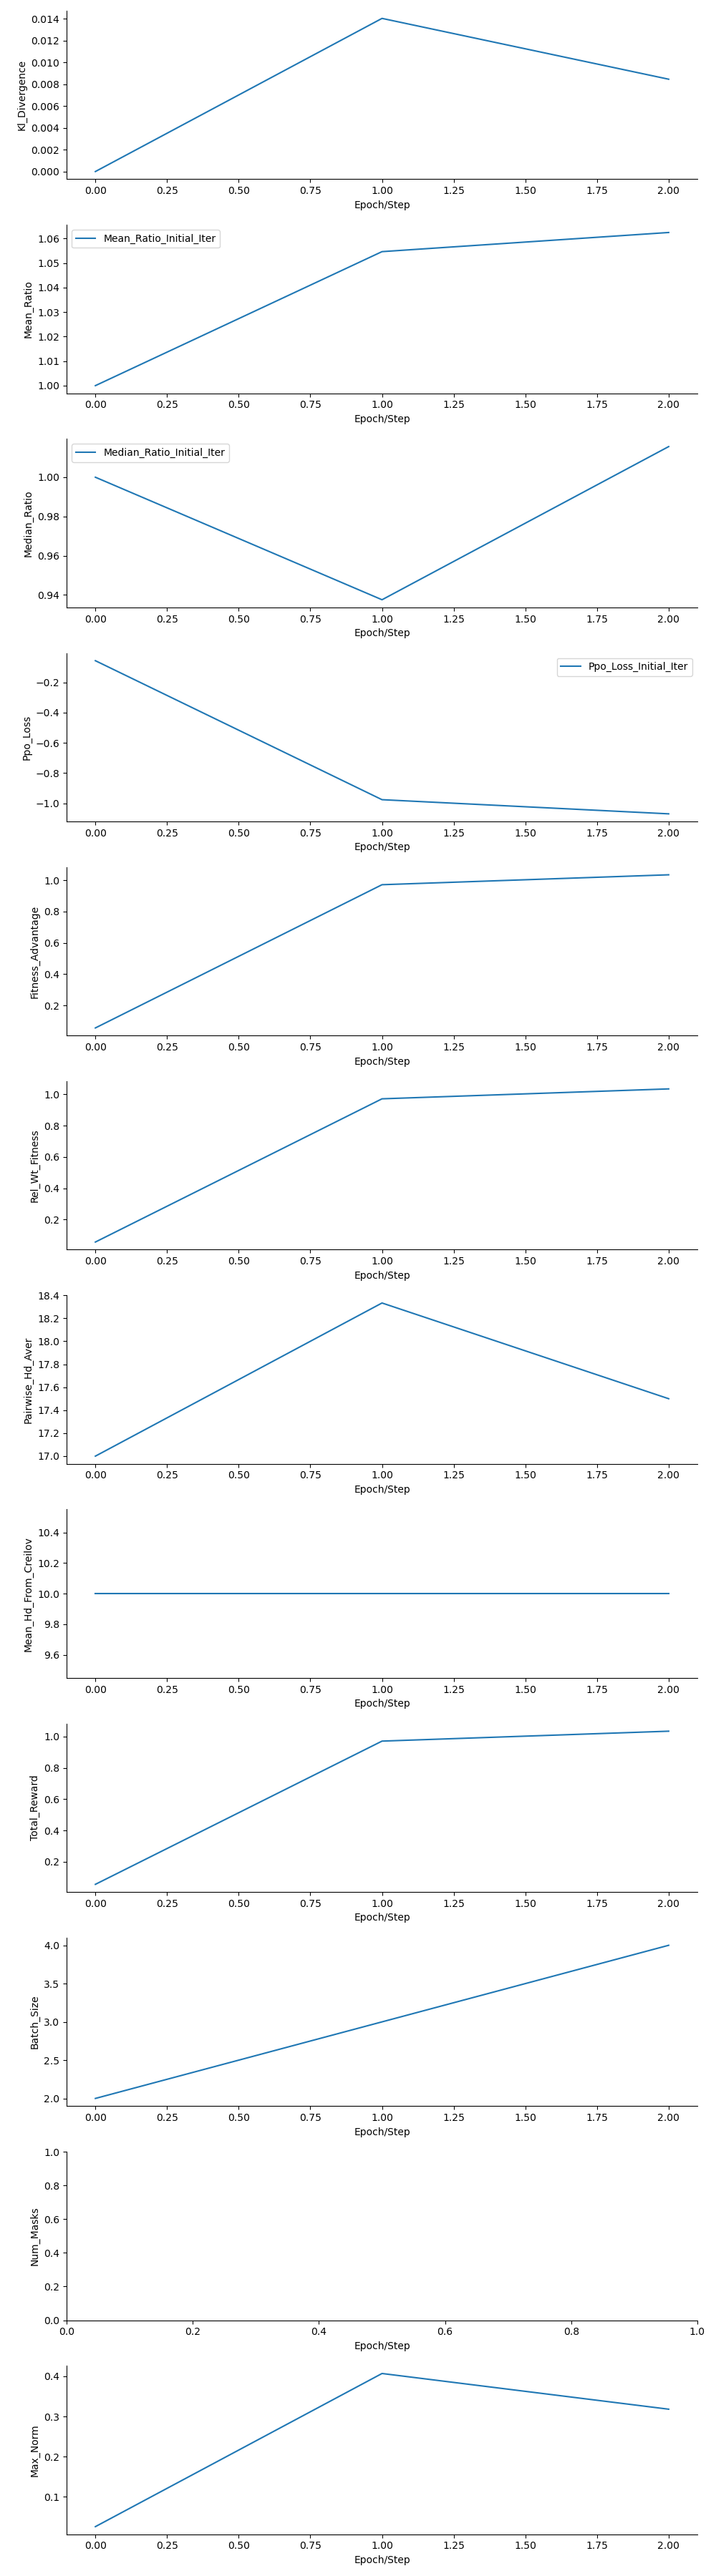 0.014
0.012
0.010
0.008
0.006
0.004
0.002
0.000
Kl_Divergence
0.00 0.25 0.50 0.75 1.00 1.25 1.50 1.75 2.00
Epoch/Step
Mean_Ratio_Initial_Iter
1.06
1.05
1.04
1.03
1.02
1.01
1.00
Mean_Ratio
0.00 0.25 0.50 0.75 1.00 1.25 1.50 1.75 2.00
Epoch/Step
Median_Ratio_Initial_Iter
1.00
0.98
0.96
0.94
Median_Ratio
0.00 0.25 0.50 0.75 1.00 1.25 1.50 1.75 2.00
Epoch/Step
Ppo_Loss_Initial_Iter
−0.2
−0.4
−0.6
−0.8
−1.0
Ppo_Loss
0.00 0.25 0.50 0.75 1.00 1.25 1.50 1.75 2.00
Epoch/Step
1.0
0.8
0.6
0.4
0.2
Fitness_Advantage
0.00 0.25 0.50 0.75 1.00 1.25 1.50 1.75 2.00
Epoch/Step
1.0
0.8
0.6
0.4
0.2
Rel_Wt_Fitness
0.00 0.25 0.50 0.75 1.00 1.25 1.50 1.75 2.00
Epoch/Step
18.4
18.2
18.0
17.8
17.6
17.4
17.2
17.0
Pairwise_Hd_Aver
0.00 0.25 0.50 0.75 1.00 1.25 1.50 1.75 2.00
Epoch/Step
10.4
10.2
10.0
9.8
9.6
Mean_Hd_From_Creilov
0.00 0.25 0.50 0.75 1.00 1.25 1.50 1.75 2.00
Epoch/Step
1.0
0.8
0.6
0.4
0.2
Total_Reward
0.00 0.25 0.50 0.75 1.00 1.25 1.50 1.75 2.00
Epoch/Step
4.0
3.5
3.0
2.5
2.0
Batch_Size
0.00 0.25 0.50 0.75 1.00 1.25 1.50 1.75 2.00
Epoch/Step
1.0
0.8
0.6
0.4
0.2
0.0
Num_Masks
0.0 0.2 0.4 0.6 0.8 1.0
Epoch/Step
0.4
0.3
0.2
0.1
Max_Norm
0.00 0.25 0.50 0.75 1.00 1.25 1.50 1.75 2.00
Epoch/Step